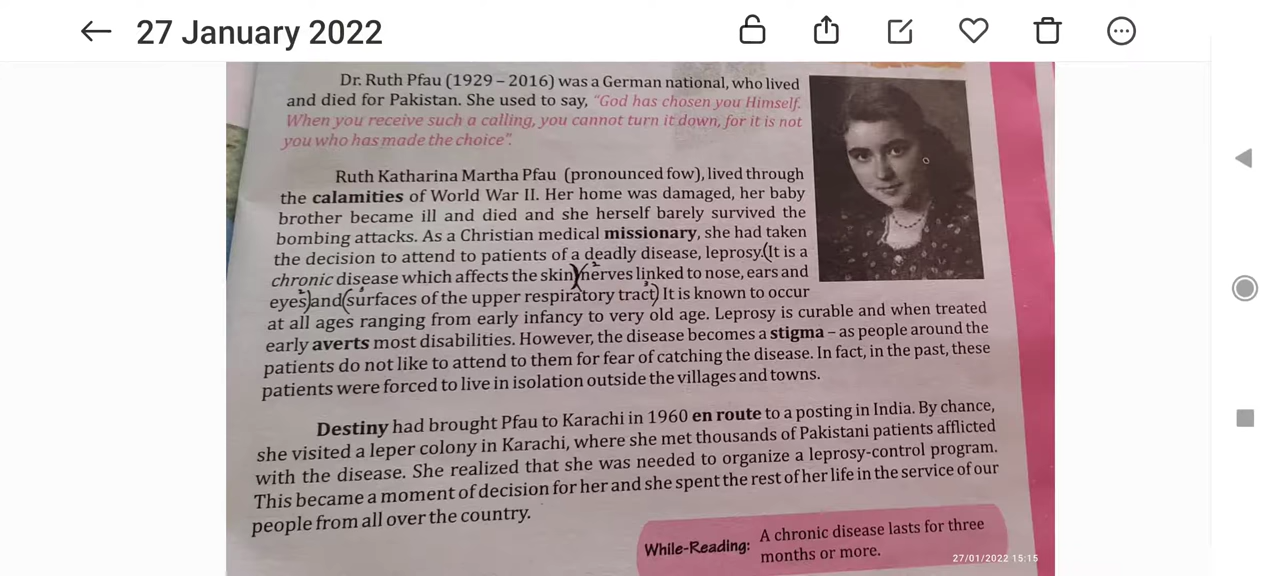 27 January 2022
Dr. Ruth Pfau (1929 – 2016) was a German national, who lived
and died for Pakistan. She used to say, "God has chosen you Himself.
When you receive such a calling, you cannot turn it down, for it is not
you who has made the choice".
Ruth Katharina Martha Pfau (pronounced fow), lived through
the calamities of World War II. Her home was damaged, her baby
brother became ill and died and she herself barely survived the
bombing attacks. As a Christian medical missionary, she had taken
the decision to attend to patients of a deadly disease, leprosy.(It is a
chronic disease which affects the skin)(nerves linked to nose, ears and
eyes)and(surfaces of the upper respiratory tract) It is known to occur
at all ages ranging from early infancy to very old age. Leprosy is curable and when treated
early averts most disabilities. However, the disease becomes a stigma – as people around the
patients do not like to attend to them for fear of catching the disease. In fact, in the past, these
patients were forced to live in isolation outside the villages and towns.
Destiny had brought Pfau to Karachi in 1960 en route to a posting in India. By chance,
she visited a leper colony in Karachi, where she met thousands of Pakistani patients afflicted
with the disease. She realized that she was needed to organize a leprosy-control program.
This became a moment of decision for her and she spent the rest of her life in the service of our
people from all over the country.
While-Reading: A chronic disease lasts for three
months or more.
27/01/2022 15:15